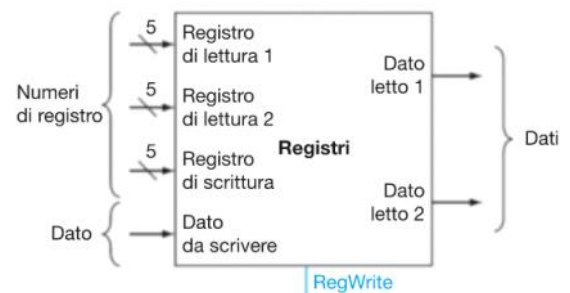 Numeri
di registro
5
Registro
di lettura 1
5
Registro
di lettura 2
5
Registro
di scrittura
Dato
Dato
da scrivere
Registri
Dato
letto 1
Dato
letto 2
Dati
RegWrite